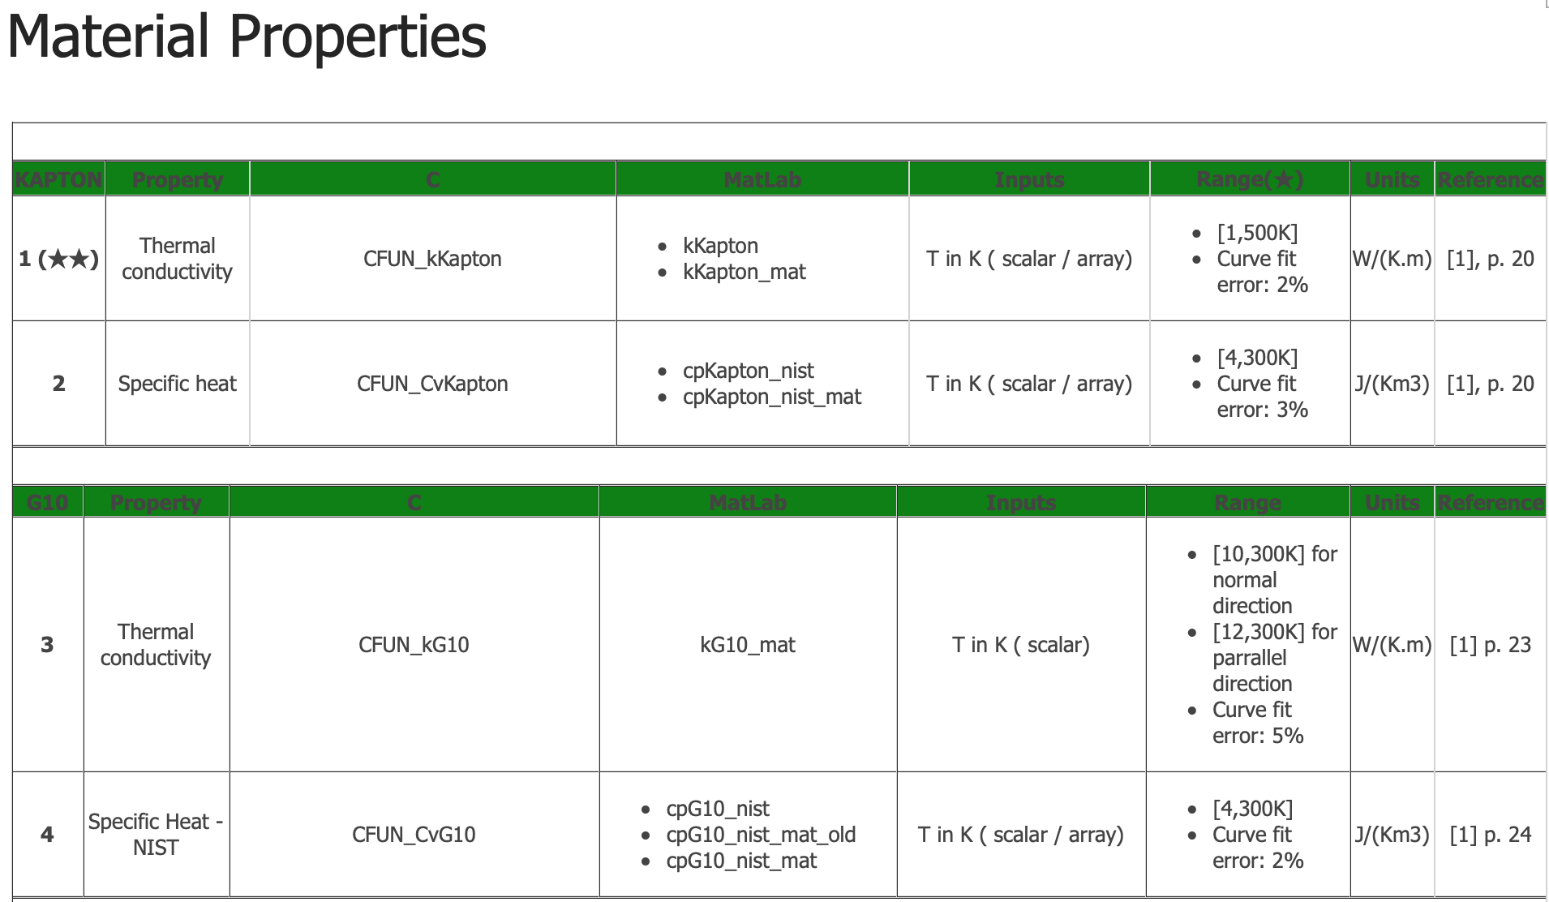 Material Properties
KAPTON Property C MatLab Inputs Range(★) Units Reference
1 (★★) Thermal conductivity CFUN_kKapton • kKapton • kKapton_mat T in K ( scalar / array) • [1,500K] • Curve fit error: 2% W/(K.m) [1], p. 20
2 Specific heat CFUN_CvKapton • cpKapton_nist • cpKapton_nist_mat T in K ( scalar / array) • [4,300K] • Curve fit error: 3% J/(Km3) [1], p. 20
G10 Property C MatLab Inputs Range Units Reference
3 Thermal conductivity CFUN_kG10 kG10_mat T in K ( scalar) • [10,300K] for normal direction • [12,300K] for parrallel direction • Curve fit error: 5% W/(K.m) [1] p. 23
4 Specific Heat - NIST CFUN_CvG10 • cpG10_nist • cpG10_nist_mat_old • cpG10_nist_mat T in K ( scalar / array) • [4,300K] • Curve fit error: 2% J/(Km3) [1] p. 24